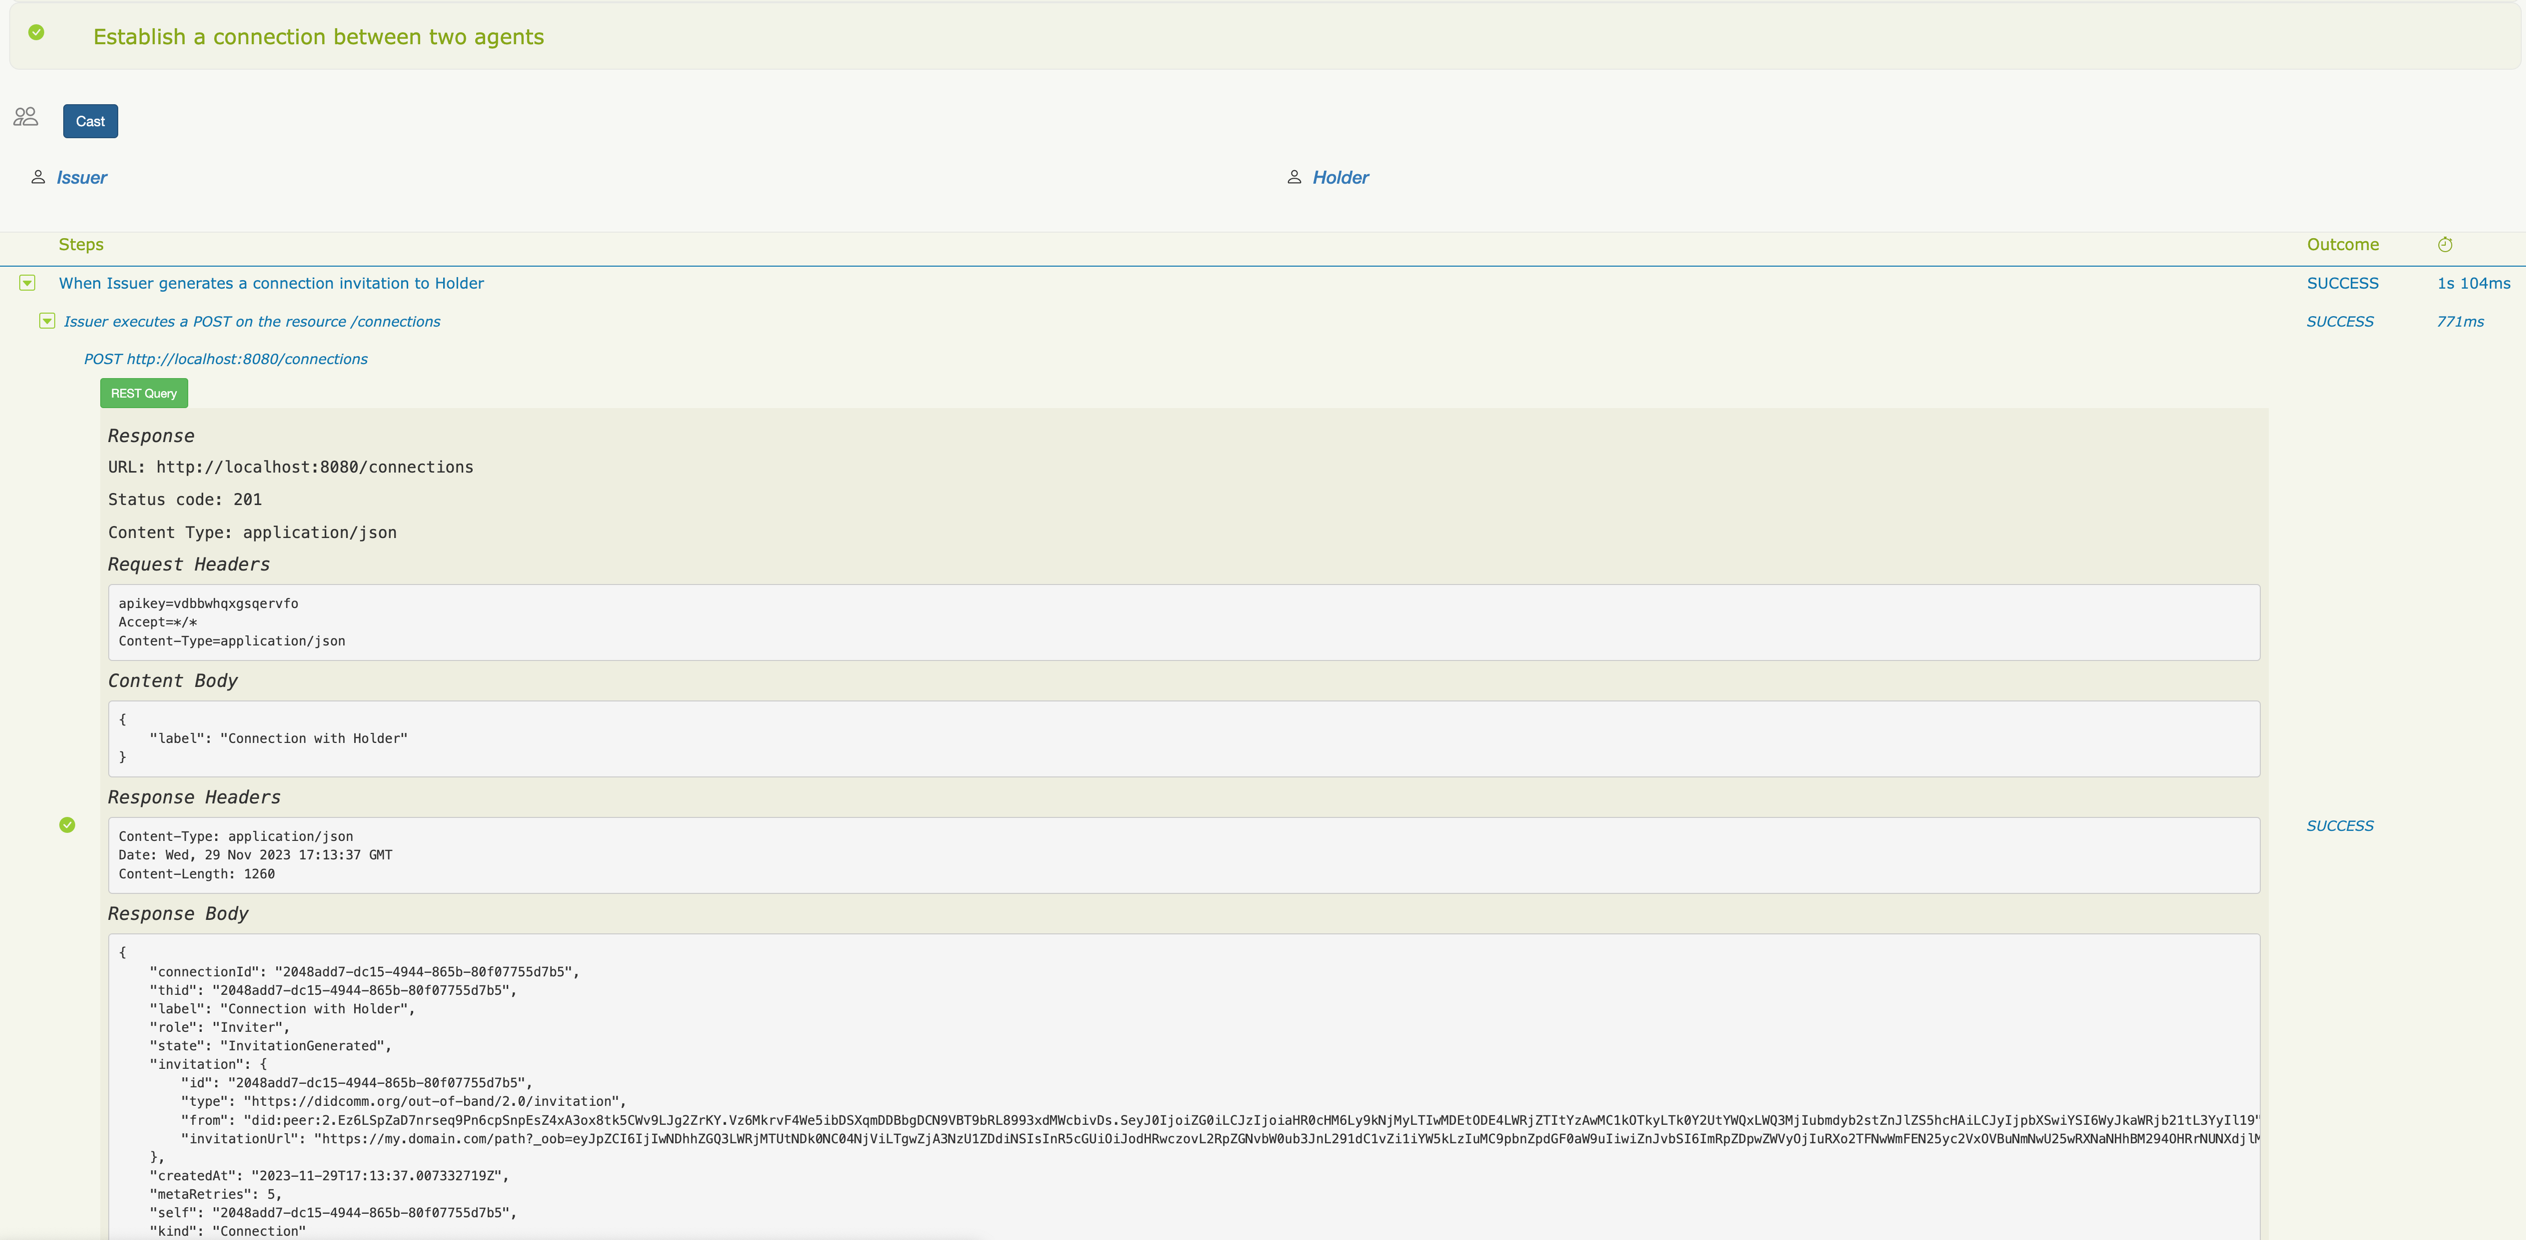 Establish a connection between two agents
Cast
Issuer
Holder
Steps
Outcome
When Issuer generates a connection invitation to Holder
SUCCESS
1s 104ms
Issuer executes a POST on the resource /connections
SUCCESS
771ms
POST http://localhost:8080/connections
REST Query
Response
URL: http://localhost:8080/connections
Status code: 201
Content Type: application/json
Request Headers
apikey=vdbbwhqxgsqervfo
Accept=*/*
Content-Type=application/json
Content Body
{
"label": "Connection with Holder"
}
Response Headers
Content-Type: application/json
Date: Wed, 29 Nov 2023 17:13:37 GMT
Content-Length: 1260
SUCCESS
Response Body
{
"connectionId": "2048add7-dc15-4944-865b-80f07755d7b5",
"thid": "2048add7-dc15-4944-865b-80f07755d7b5",
"label": "Connection with Holder",
"role": "Inviter",
"state": "InvitationGenerated",
"invitation": {
"id": "2048add7-dc15-4944-865b-80f07755d7b5",
"type": "https://didcomm.org/out-of-band/2.0/invitation",
"from": "did:peer:2.Ez6LSpZaD7nrseq9Pn6cpSnpEsZ4xA3ox8tk5CWv9LJg2ZrKY.Vz6MkrvF4We5ibDSXqmDDBbgDCN9VBT9bRL8993xdMWcbivDs.SeyJ0IjoiZG0iLCJzIjoiaHR0cHM6Ly9kNjMyLTIwMDEtODE4LWRjZTItYzAwMC1kOTkyLTk0Y2UtYWQxLWQ3MjIubmdyb2stZnJlZS5hcHAiLCJyIjpbXSwiYSI6WyJkaWRjb21tL3YyIl19"
"invitationUrl": "https://my.domain.com/path?_oob=eyJpZCI6IjIwNDhhZGQ3LWRjMTUtNDk0NC04NjViLTgwZjA3NzU1ZDdiNSIsInR5cGUiOiJodHRwczovL2RpZGNvbW0ub3JnL291dC1vZi1iYW5kLzIuMC9pbnZpdGF0aW9uIiwiZnJvbSI6ImRpZDpwZWVyOjIuRXo2TFNwWmFEN25yc2VxOVBuNmNwU25wRXNaNHhBM294OHRrNUNXdjlM
},
"createdAt": "2023-11-29T17:13:37.007332719Z",
"metaRetries": 5,
"self": "2048add7-dc15-4944-865b-80f07755d7b5",
"kind": "Connection"